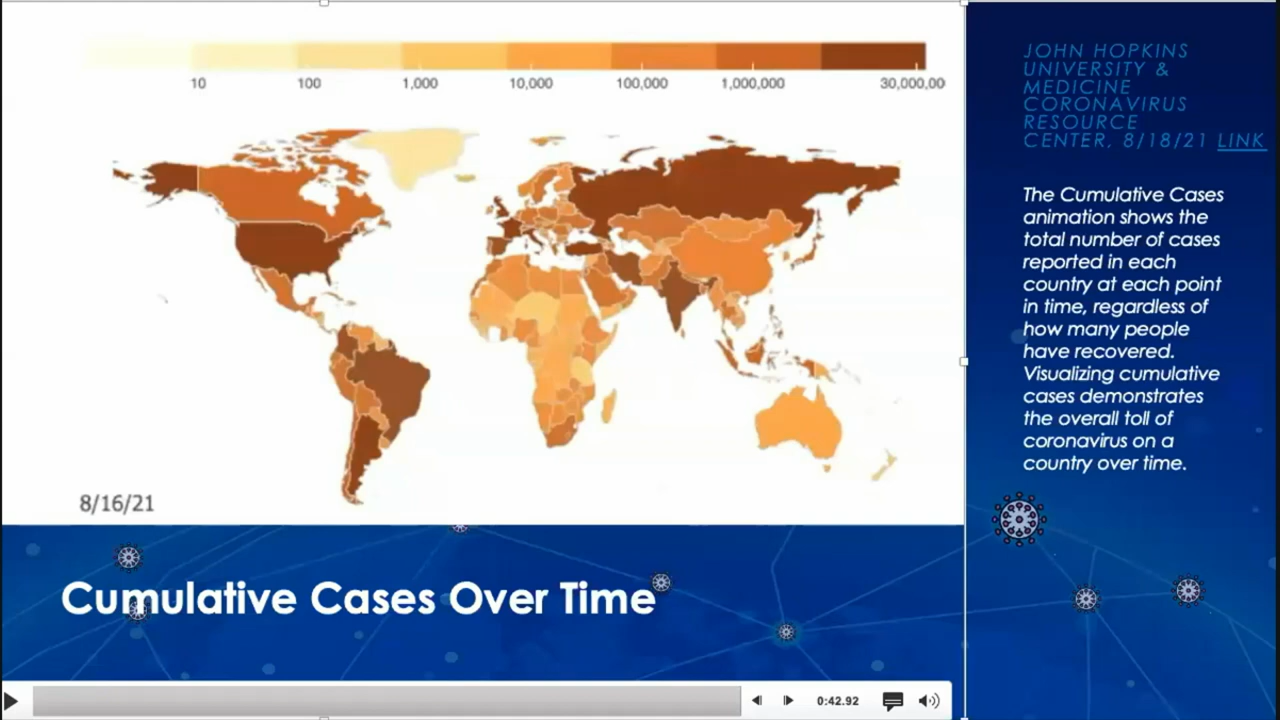 10 100 1,000 10,000 100,000 1,000,000 30,000,00
8/16/21
Cumulative Cases Over Time
0:42.92
JOHN HOPKINS
UNIVERSITY &
MEDICINE
CORONAVIRUS
RESOURCE
CENTER, 8/18/21 LINK
The Cumulative Cases
animation shows the
total number of cases
reported in each
country at each point
in time, regardless of
how many people
have recovered.
Visualizing cumulative
cases demonstrates
the overall toll of
coronavirus on a
country over time.